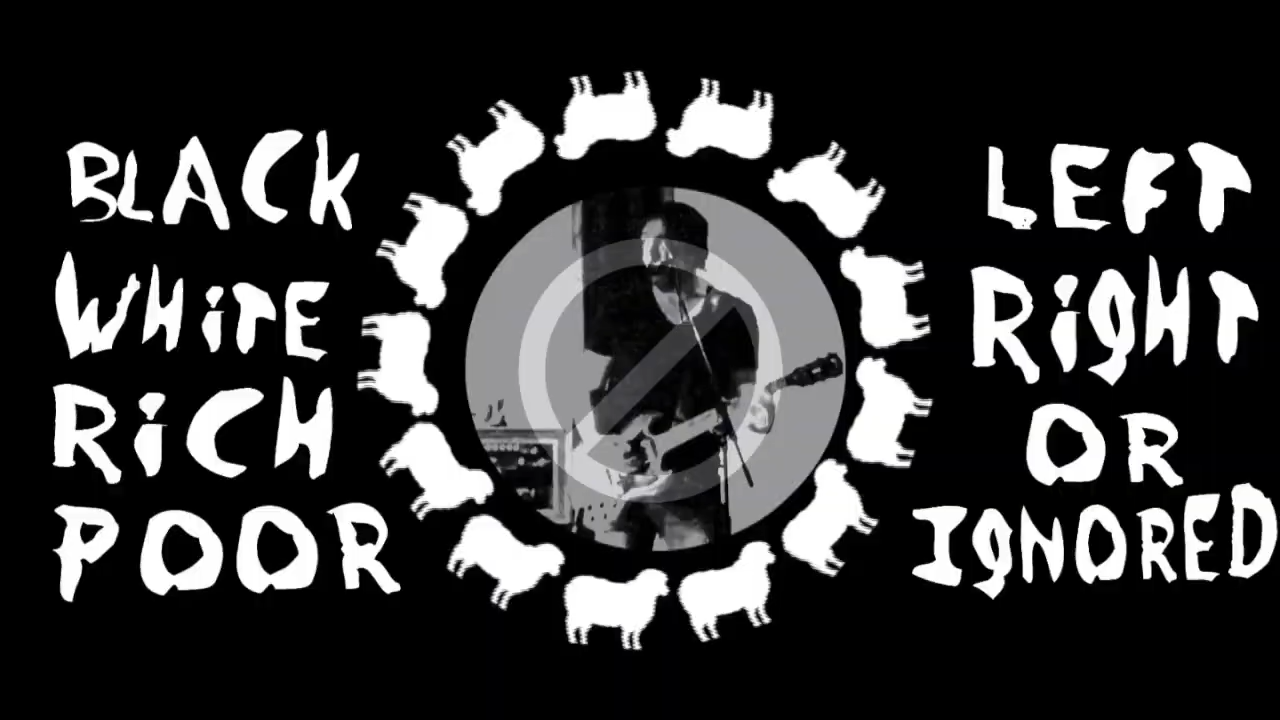 BLACK
WHiTE
RiCH
POOR
LEFT
RiGHT
OR
IGNORED